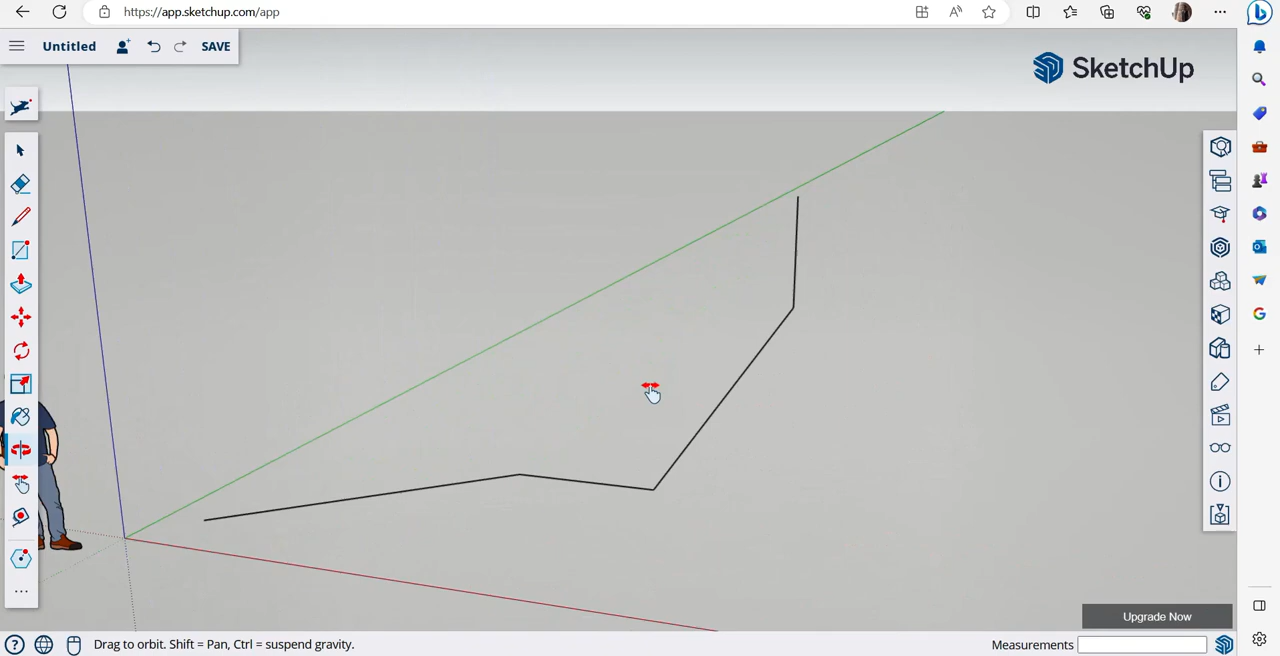 https://app.sketchup.com/app
Untitled
SAVE
SketchUp
Upgrade Now
Drag to orbit. Shift = Pan, Ctrl = suspend gravity.
Measurements